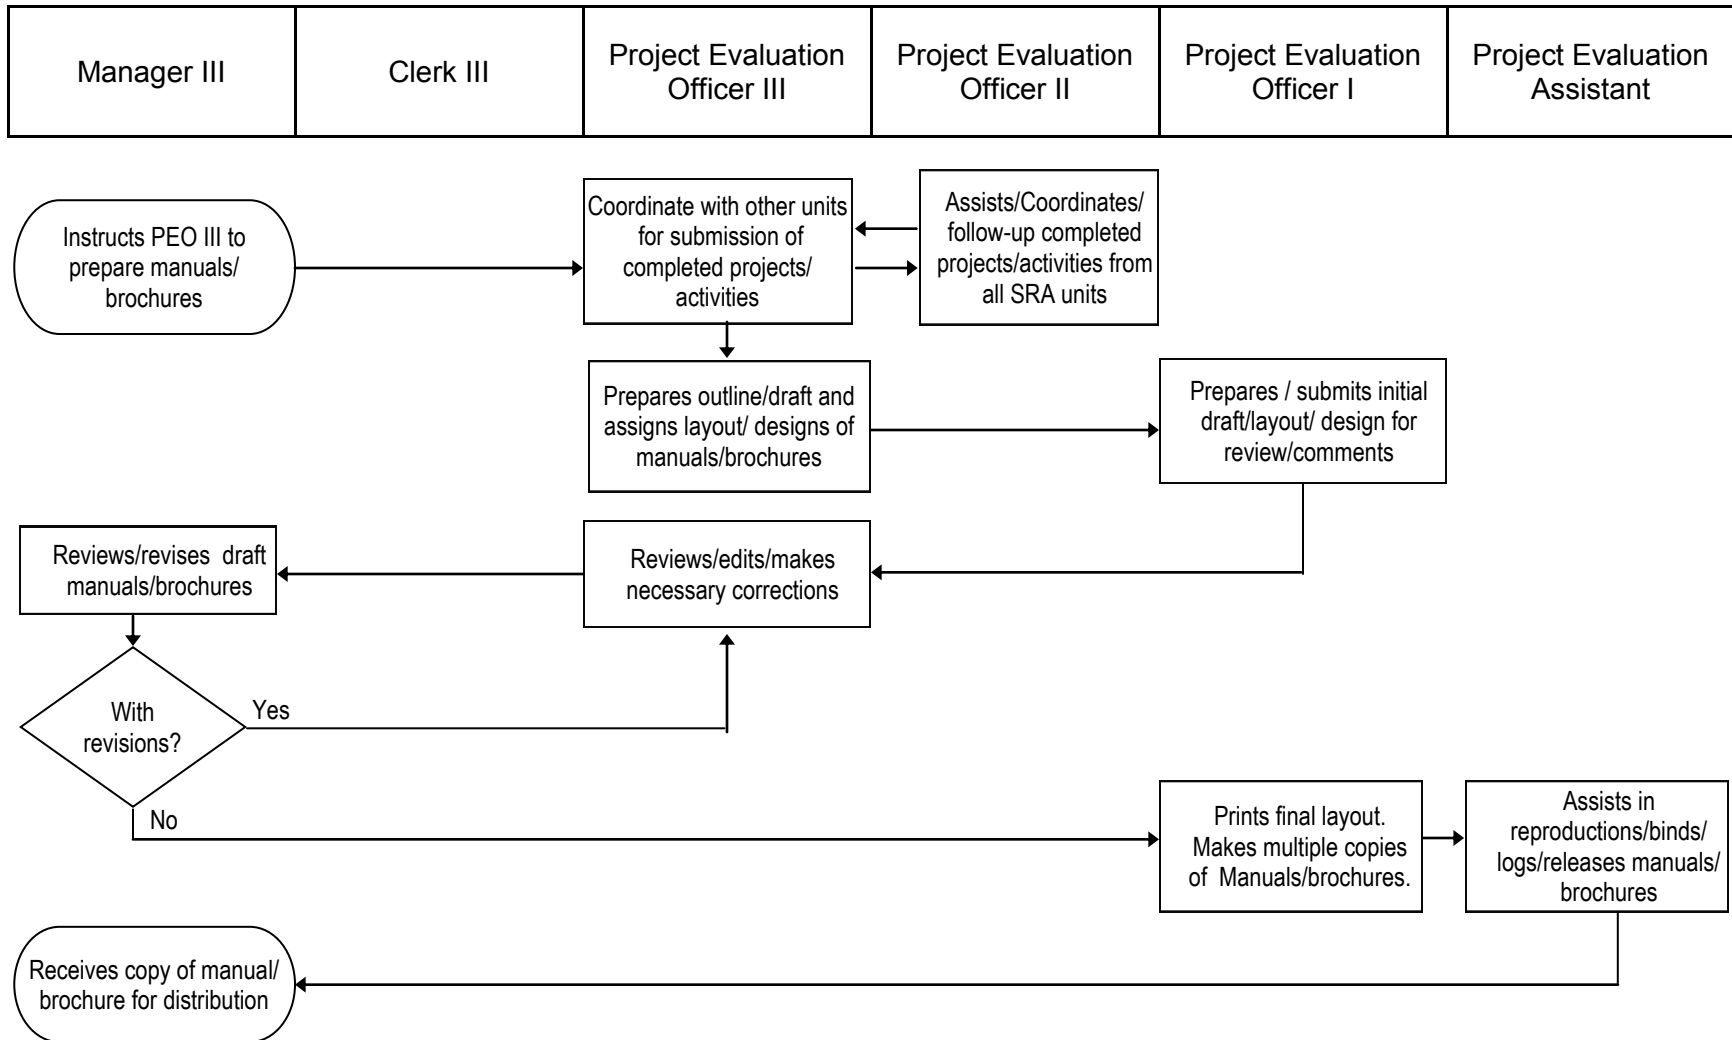 Manager III
Clerk III
Project Evaluation
Officer III
Project Evaluation
Officer II
Project Evaluation
Officer I
Project Evaluation
Assistant
Instructs PEO III to
prepare manuals/
brochures
Coordinate with other units
for submission of
completed projects/
activities
Assists/Coordinates/
follow-up completed
projects/activities from
all SRA units
Prepares outline/draft and
assigns layout/ designs of
manuals/brochures
Prepares / submits initial
draft/layout/ design for
review/comments
Reviews/revises draft
manuals/brochures
Reviews/edits/makes
necessary corrections
With
revisions?
Yes
No
Prints final layout.
Makes multiple copies
of Manuals/brochures.
Assists in
reproductions/binds/
logs/releases manuals/
brochures
Receives copy of manual/
brochure for distribution